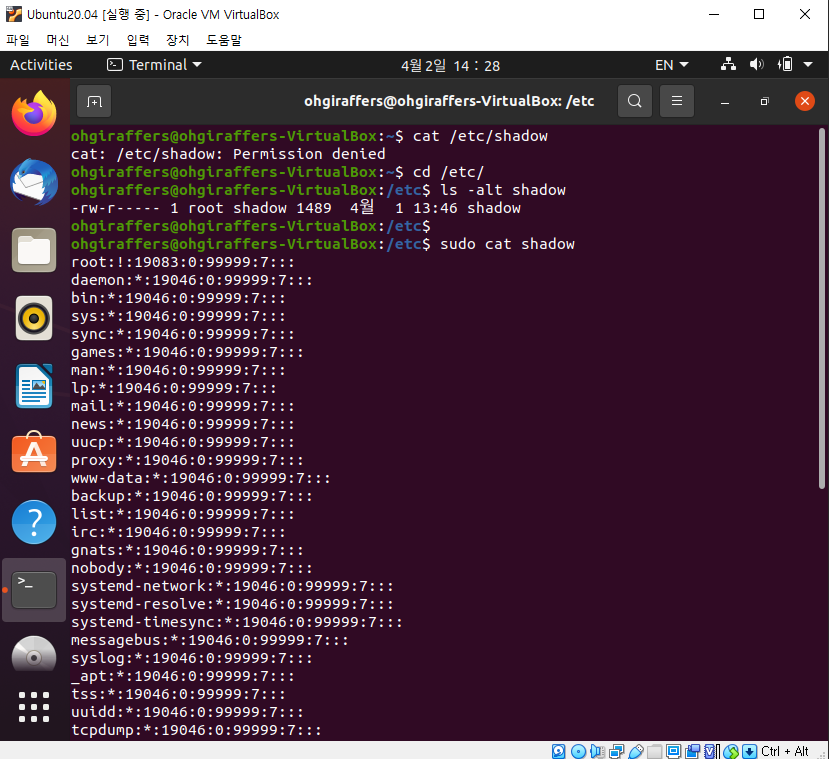 Ubuntu20.04 [실행 중] - Oracle VM VirtualBox
파일 머신 보기 입력 장치 도움말
Activities Terminal 4월 2일 14 : 28 EN
ohgiraffers@ohgiraffers-VirtualBox: /etc
ohgiraffers@ohgiraffers-VirtualBox:~$ cat /etc/shadow
cat: /etc/shadow: Permission denied
ohgiraffers@ohgiraffers-VirtualBox:~$ cd /etc/
ohgiraffers@ohgiraffers-VirtualBox:/etc$ ls -alt shadow
-rw-r----- 1 root shadow 1489  4월  1 13:46 shadow
ohgiraffers@ohgiraffers-VirtualBox:/etc$
ohgiraffers@ohgiraffers-VirtualBox:/etc$ sudo cat shadow
root:!:19083:0:99999:7:::
daemon:*:19046:0:99999:7:::
bin:*:19046:0:99999:7:::
sys:*:19046:0:99999:7:::
sync:*:19046:0:99999:7:::
games:*:19046:0:99999:7:::
man:*:19046:0:99999:7:::
lp:*:19046:0:99999:7:::
mail:*:19046:0:99999:7:::
news:*:19046:0:99999:7:::
uucp:*:19046:0:99999:7:::
proxy:*:19046:0:99999:7:::
www-data:*:19046:0:99999:7:::
backup:*:19046:0:99999:7:::
list:*:19046:0:99999:7:::
irc:*:19046:0:99999:7:::
gnats:*:19046:0:99999:7:::
nobody:*:19046:0:99999:7:::
systemd-network:*:19046:0:99999:7:::
systemd-resolve:*:19046:0:99999:7:::
systemd-timesync:*:19046:0:99999:7:::
messagebus:*:19046:0:99999:7:::
syslog:*:19046:0:99999:7:::
_apt:*:19046:0:99999:7:::
tss:*:19046:0:99999:7:::
uuidd:*:19046:0:99999:7:::
tcpdump:*:19046:0:99999:7:::
Ctrl + Alt